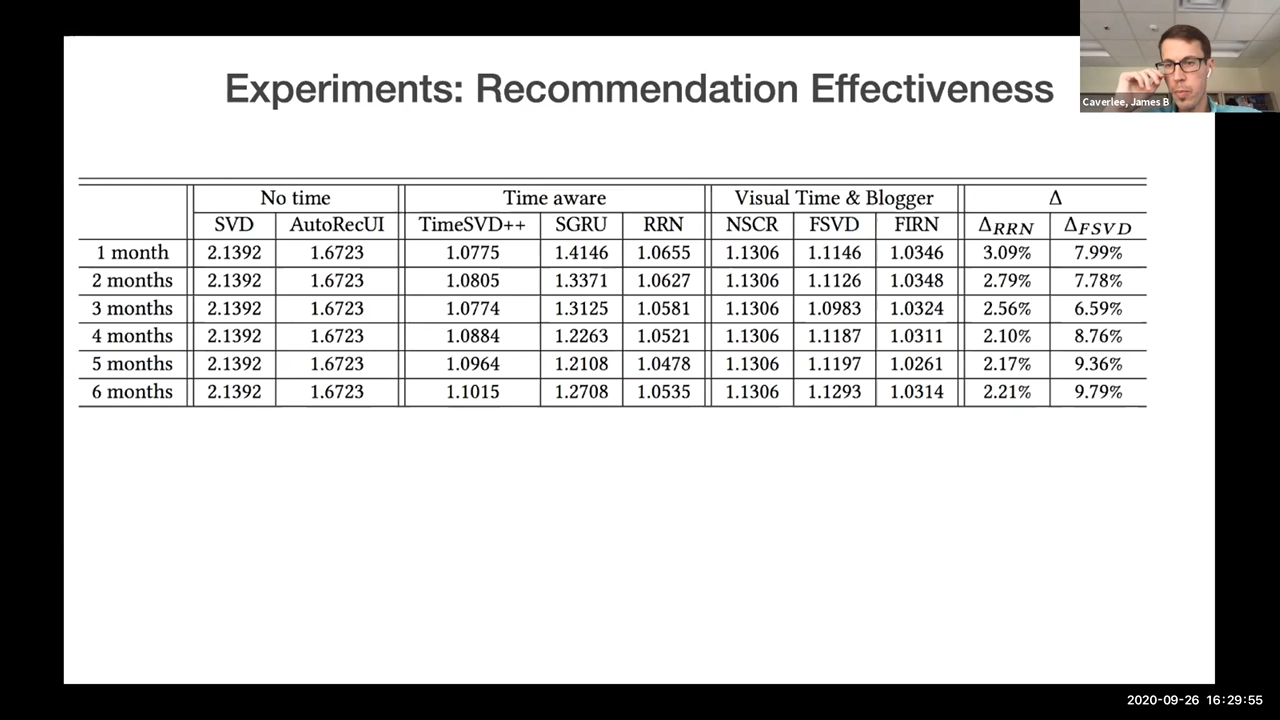 Experiments: Recommendation Effectiveness
Caverlee, James B
No time Time aware Visual Time & Blogger Δ
SVD AutoRecUI TimeSVD++ SGRU RRN NSCR FSVD FIRN Δ_RRN Δ_FSVD
1 month 2.1392 1.6723 1.0775 1.4146 1.0655 1.1306 1.1146 1.0346 3.09% 7.99%
2 months 2.1392 1.6723 1.0805 1.3371 1.0627 1.1306 1.1126 1.0348 2.79% 7.78%
3 months 2.1392 1.6723 1.0774 1.3125 1.0581 1.1306 1.0983 1.0324 2.56% 6.59%
4 months 2.1392 1.6723 1.0884 1.2263 1.0521 1.1306 1.1187 1.0311 2.10% 8.76%
5 months 2.1392 1.6723 1.0964 1.2108 1.0478 1.1306 1.1197 1.0261 2.17% 9.36%
6 months 2.1392 1.6723 1.1015 1.2708 1.0535 1.1306 1.1293 1.0314 2.21% 9.79%
2020-09-26 16:29:55